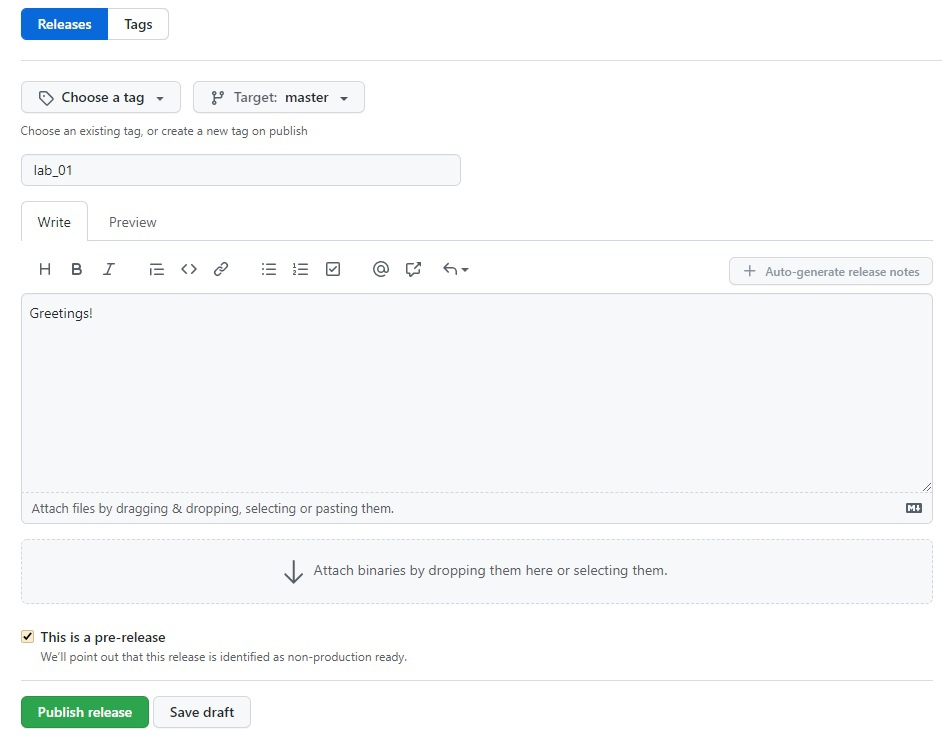 Releases Tags
Choose a tag Target: master
Choose an existing tag, or create a new tag on publish
lab_01
Write Preview
H B I @ Auto-generate release notes
Greetings!
Attach files by dragging & dropping, selecting or pasting them.
Attach binaries by dropping them here or selecting them.
This is a pre-release
We'll point out that this release is identified as non-production ready.
Publish release Save draft